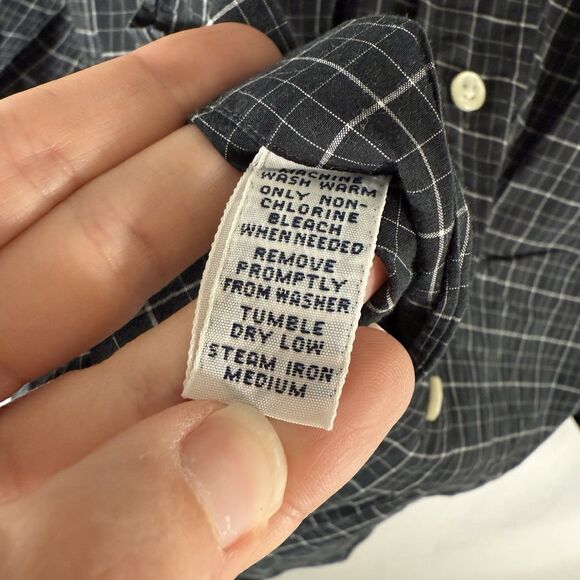 MACHINE
WASH WARM
ONLY NON-
CHLORINE
BLEACH
WHEN NEEDED
REMOVE
PROMPTLY
FROM WASHER
TUMBLE
DRY LOW
STEAM IRON
MEDIUM